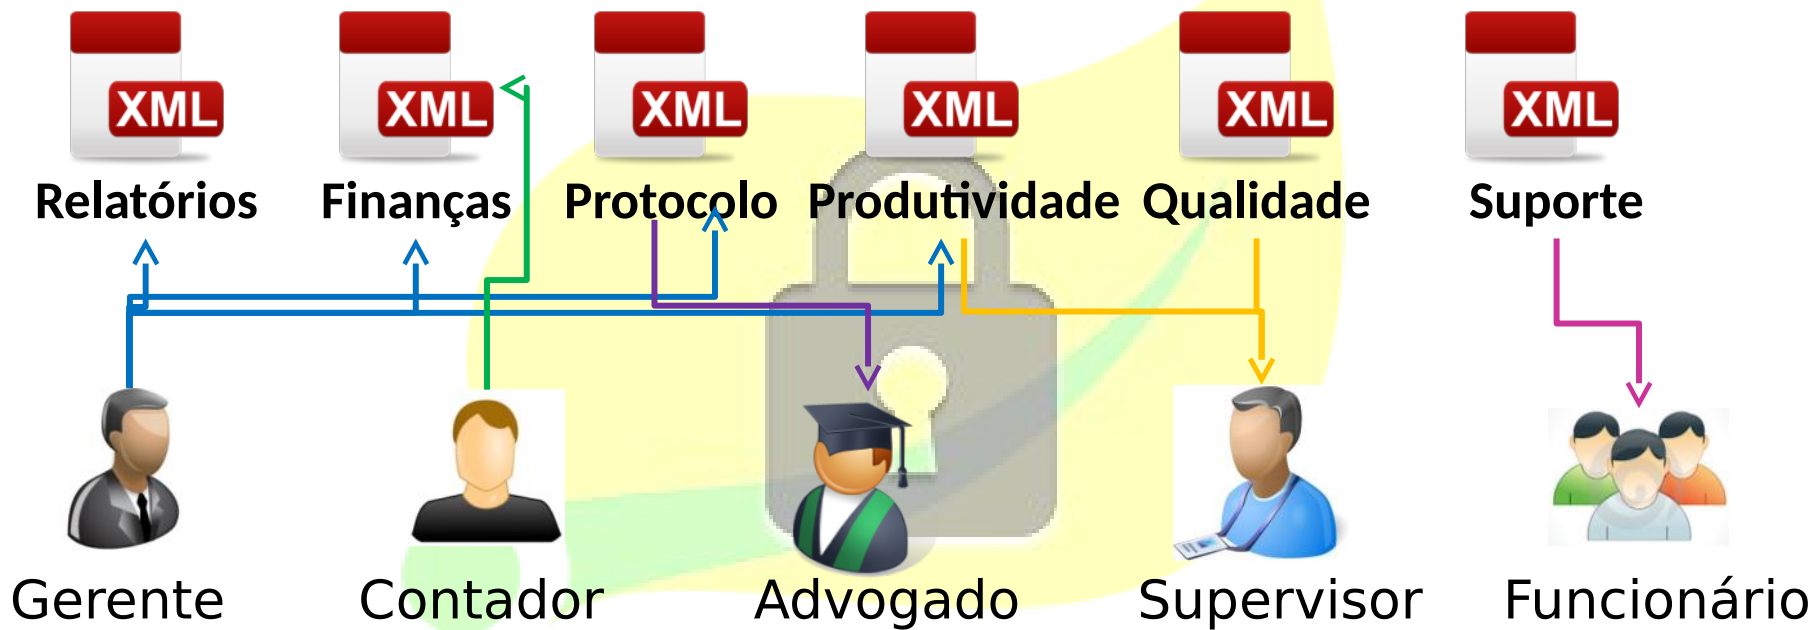 XML XML XML XML XML XML
Relatórios Finanças Protocolo Produtividade Qualidade Suporte
Gerente Contador Advogado Supervisor Funcionário